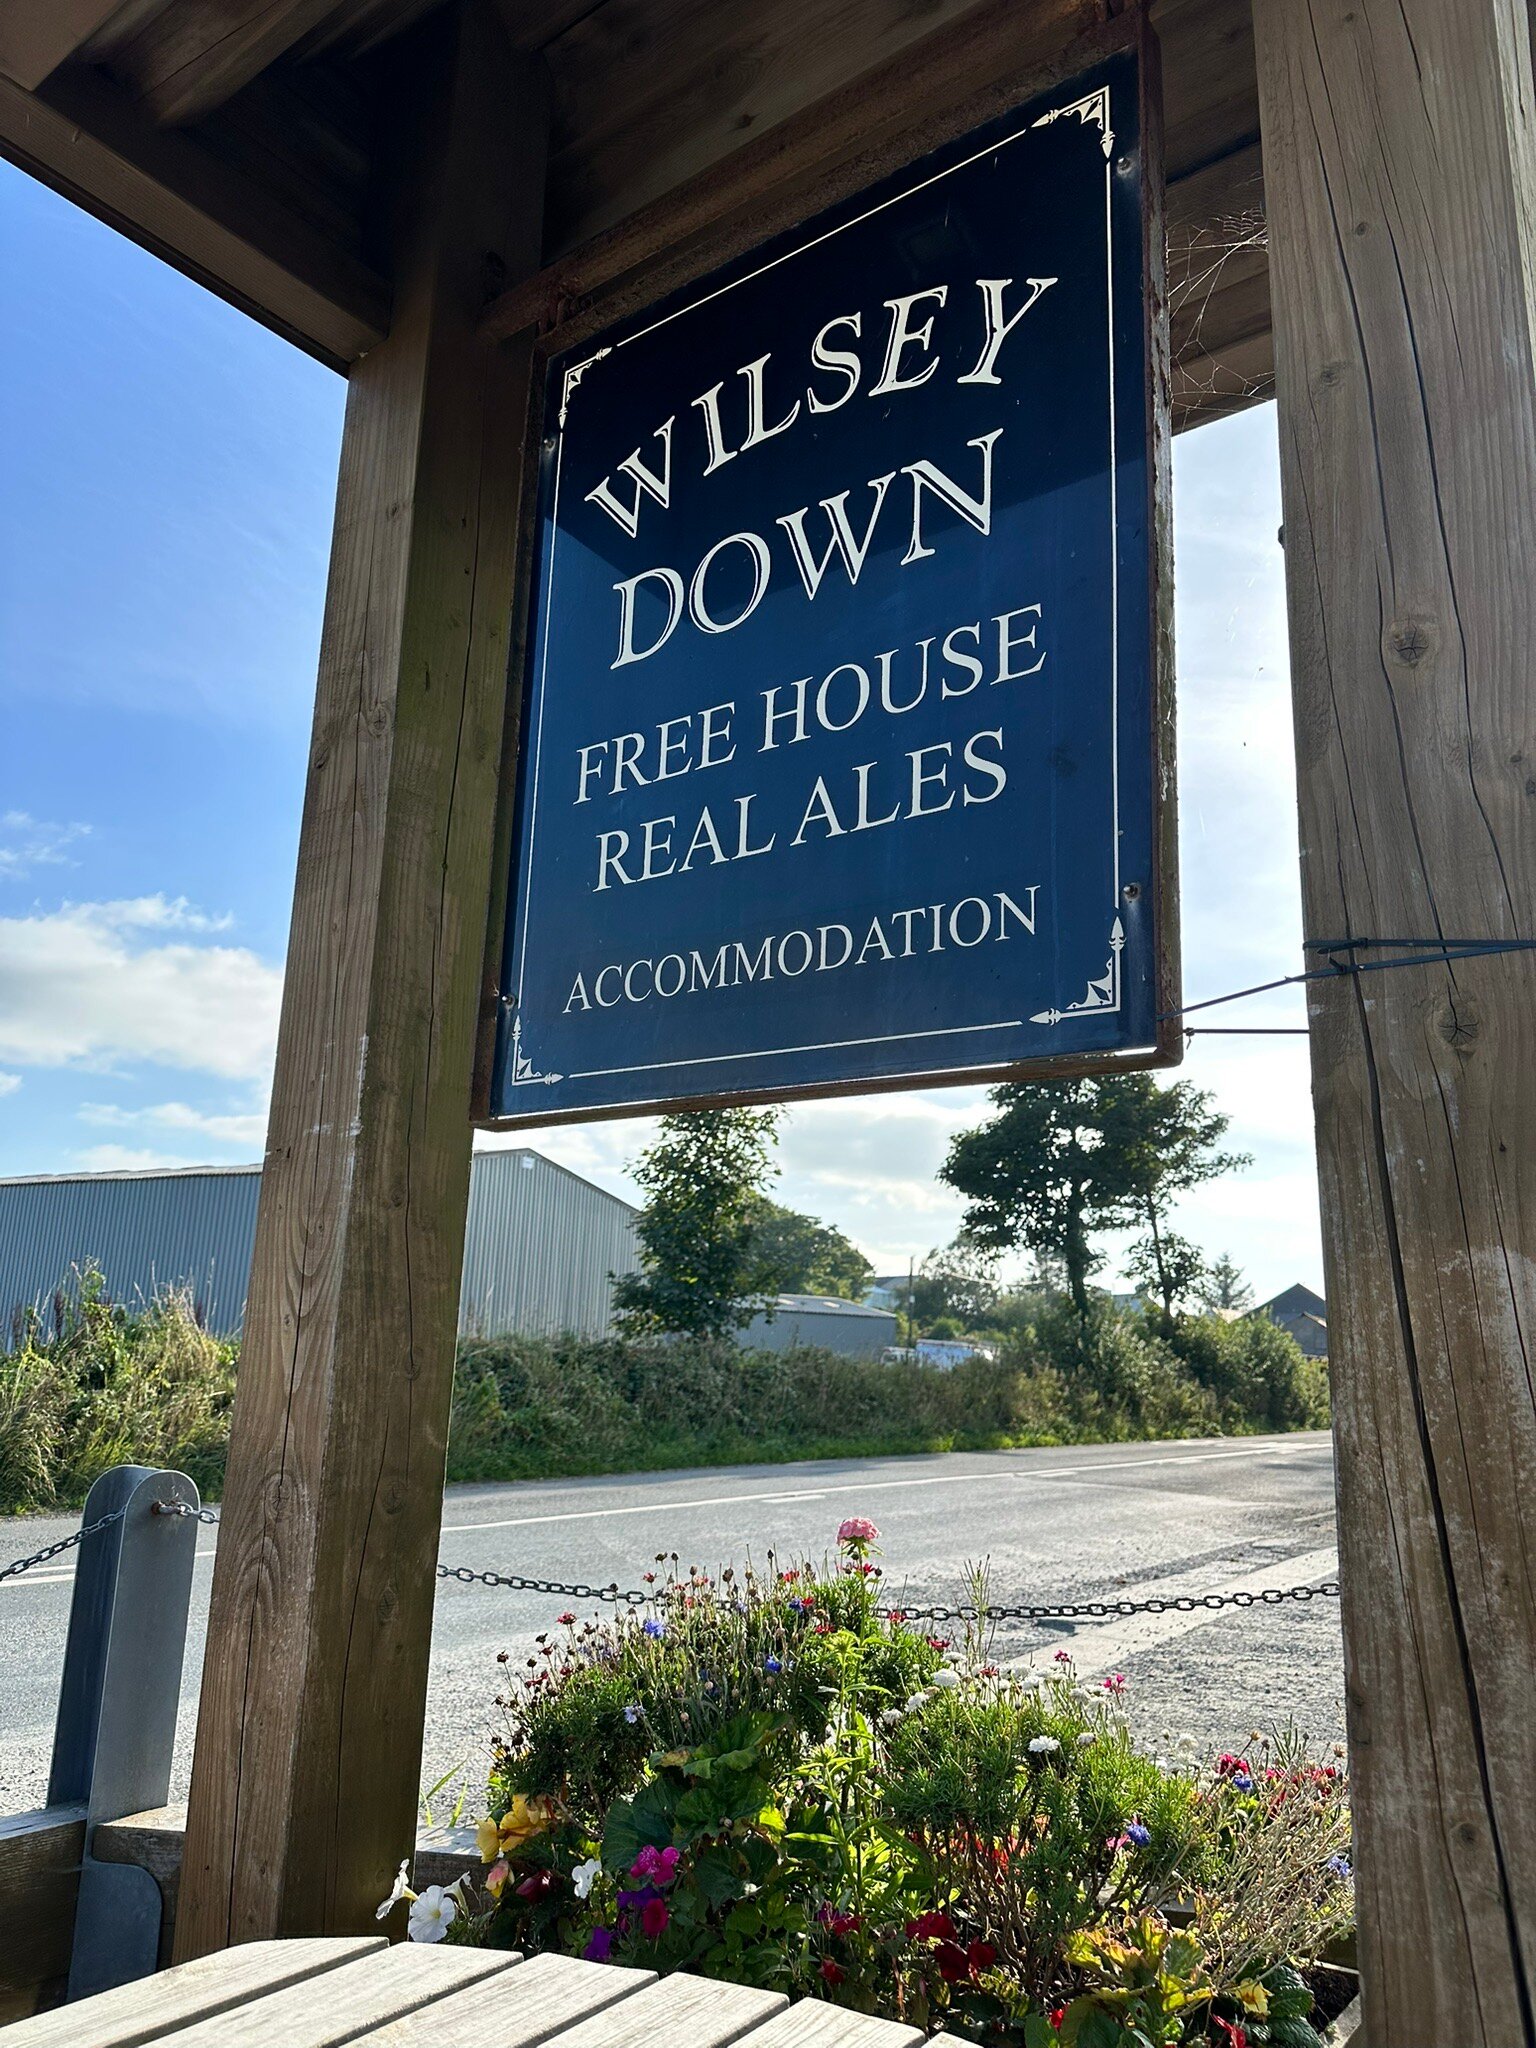 WILSEY
DOWN
FREE HOUSE
REAL ALES
ACCOMMODATION